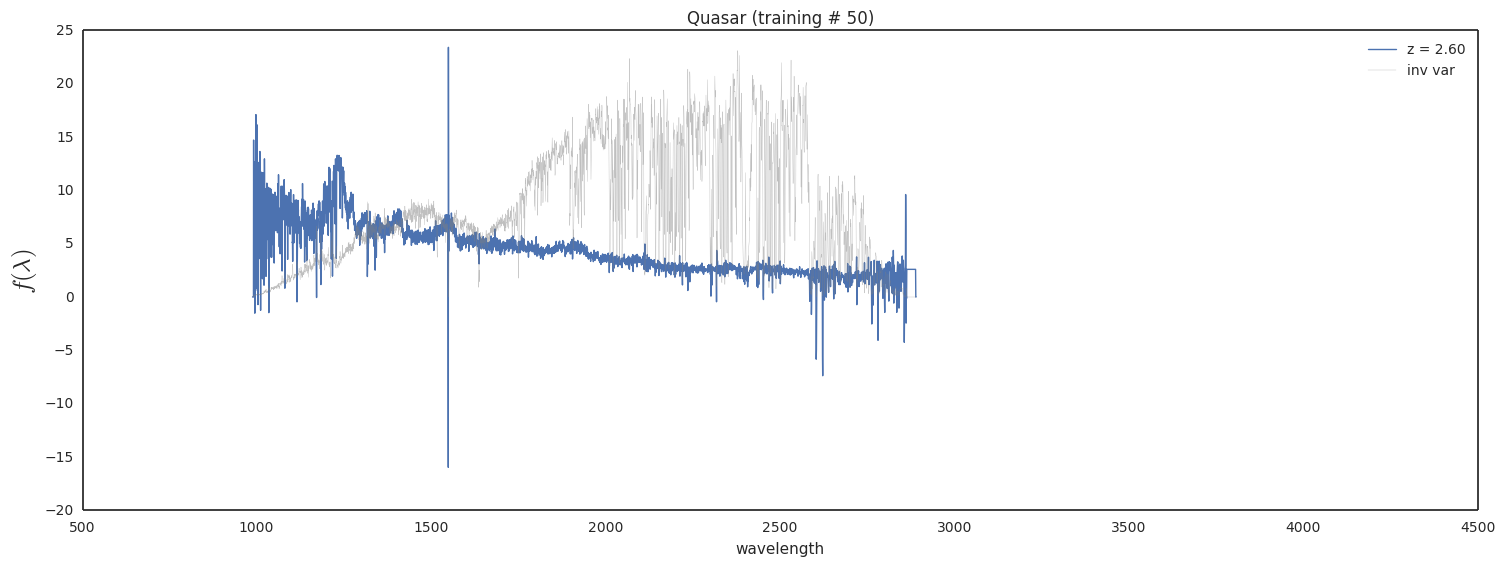 Quasar (training # 50)
z = 2.60
inv var
f(λ)
25
20
15
10
5
0
−5
−10
−15
−20
500 1000 1500 2000 2500 3000 3500 4000 4500
wavelength